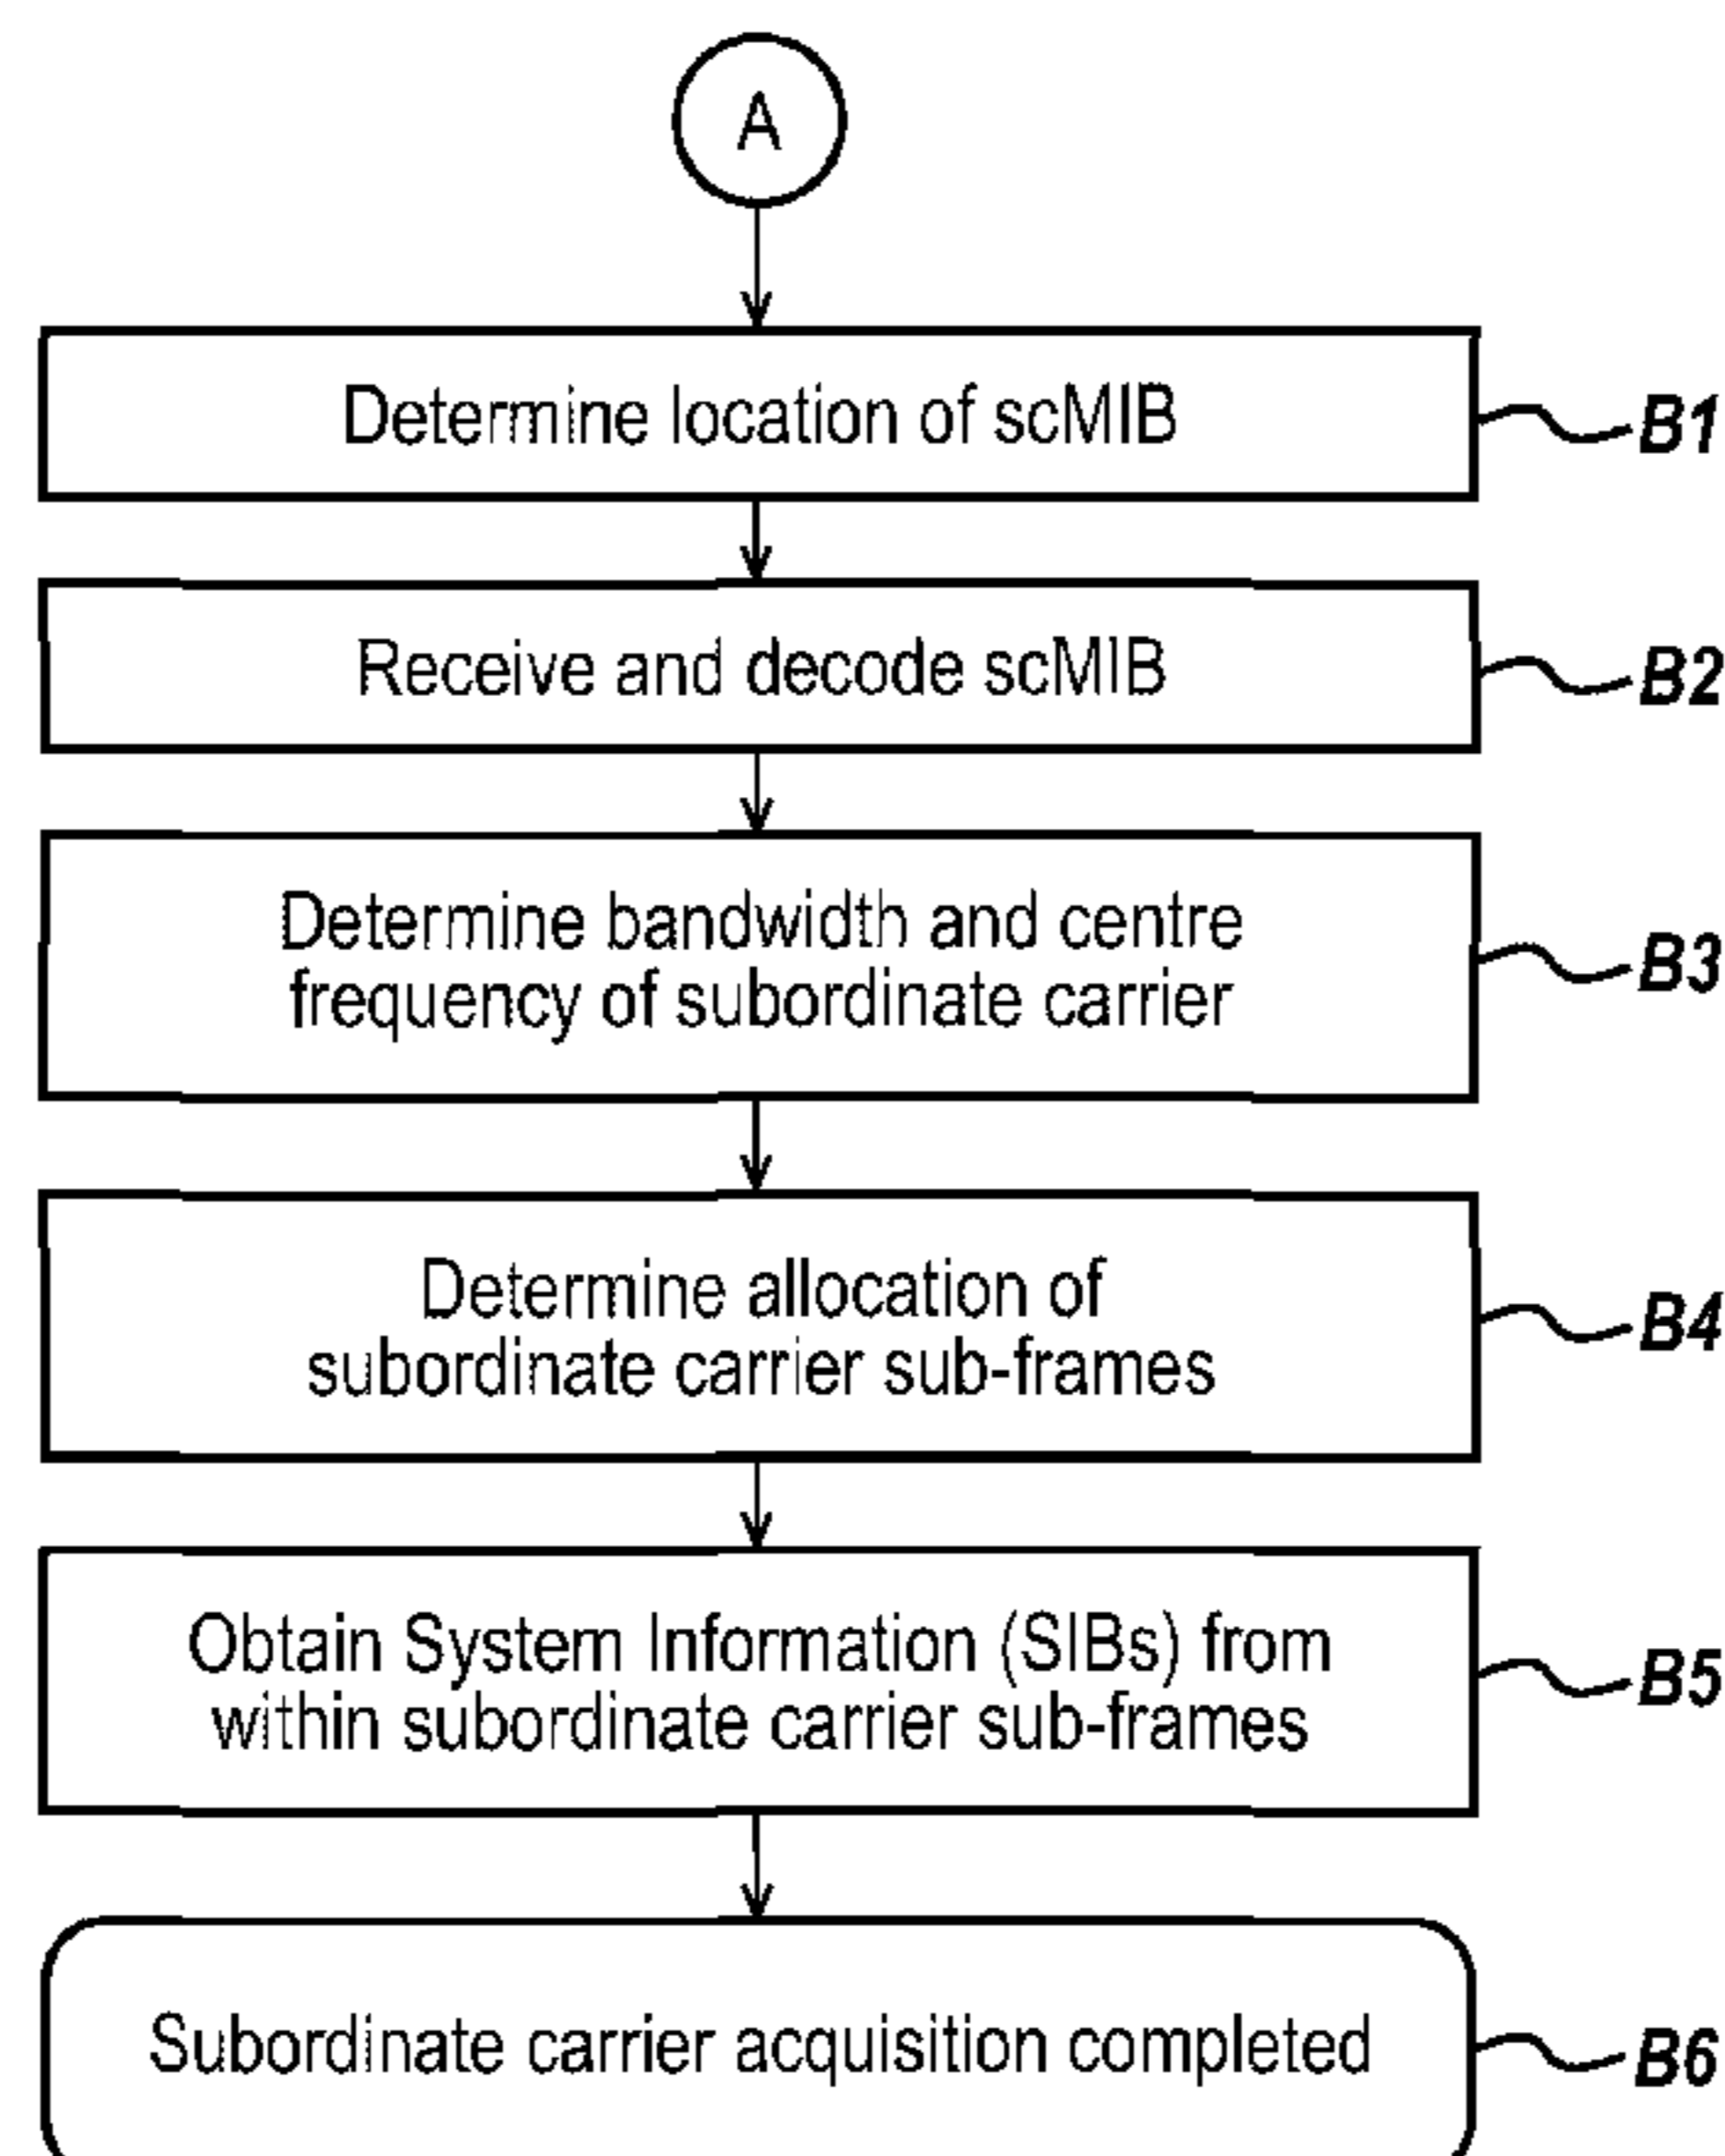 A
Determine location of scMIB
B1
Receive and decode scMIB
B2
Determine bandwidth and centre
frequency of subordinate carrier
B3
Determine allocation of
subordinate carrier sub-frames
B4
Obtain System Information (SIBs) from
within subordinate carrier sub-frames
B5
Subordinate carrier acquisition completed
B6